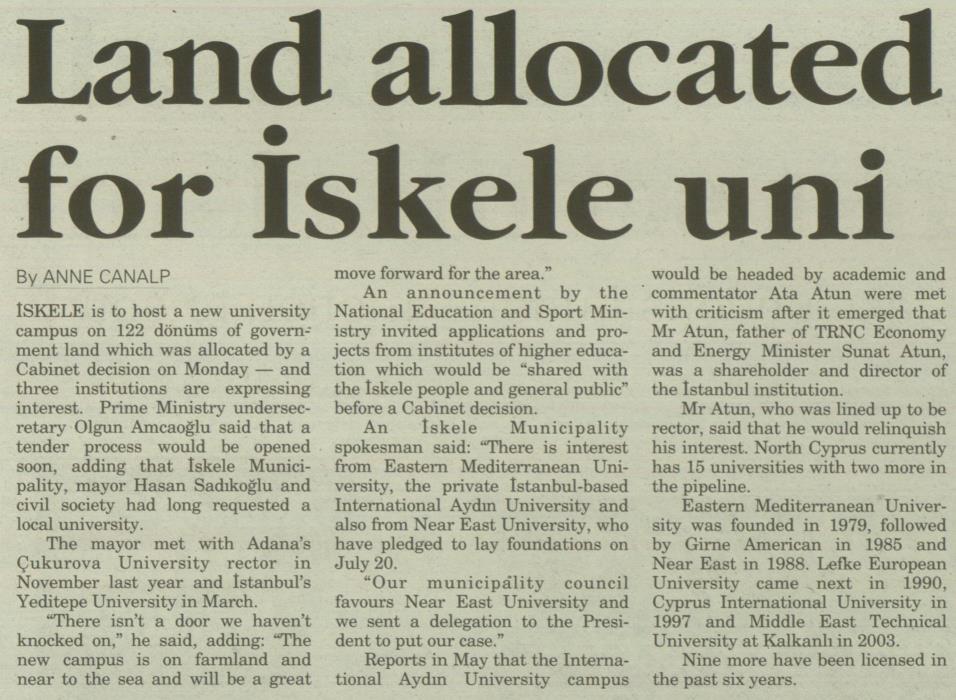 Land allocated
for İskele uni
By ANNE CANALP
İSKELE is to host a new university
campus on 122 dönüms of govern-
ment land which was allocated by a
Cabinet decision on Monday — and
three institutions are expressing
interest. Prime Ministry undersec-
retary Olgun Amcaoğlu said that a
tender process would be opened
soon, adding that İskele Munici-
pality, mayor Hasan Sadıkoğlu and
civil society had long requested a
local university.
The mayor met with Adana's
Çukurova University rector in
November last year and İstanbul's
Yeditepe University in March.
"There isn't a door we haven't
knocked on," he said, adding: "The
new campus is on farmland and
near to the sea and will be a great
move forward for the area."
An announcement by the
National Education and Sport Min-
istry invited applications and pro-
jects from institutes of higher educa-
tion which would be "shared with
the İskele people and general public"
before a Cabinet decision.
An İskele Municipality
spokesman said: "There is interest
from Eastern Mediterranean Uni-
versity, the private İstanbul-based
International Aydın University and
also from Near East University, who
have pledged to lay foundations on
July 20.
"Our municipality council
favours Near East University and
we sent a delegation to the Presi-
dent to put our case."
Reports in May that the Interna-
tional Aydın University campus
would be headed by academic and
commentator Ata Atun were met
with criticism after it emerged that
Mr Atun, father of TRNC Economy
and Energy Minister Sunat Atun,
was a shareholder and director of
the İstanbul institution.
Mr Atun, who was lined up to be
rector, said that he would relinquish
his interest. North Cyprus currently
has 15 universities with two more in
the pipeline.
Eastern Mediterranean Univer-
sity was founded in 1979, followed
by Girne American in 1985 and
Near East in 1988. Lefke European
University came next in 1990,
Cyprus International University in
1997 and Middle East Technical
University at Kalkanlı in 2003.
Nine more have been licensed in
the past six years.